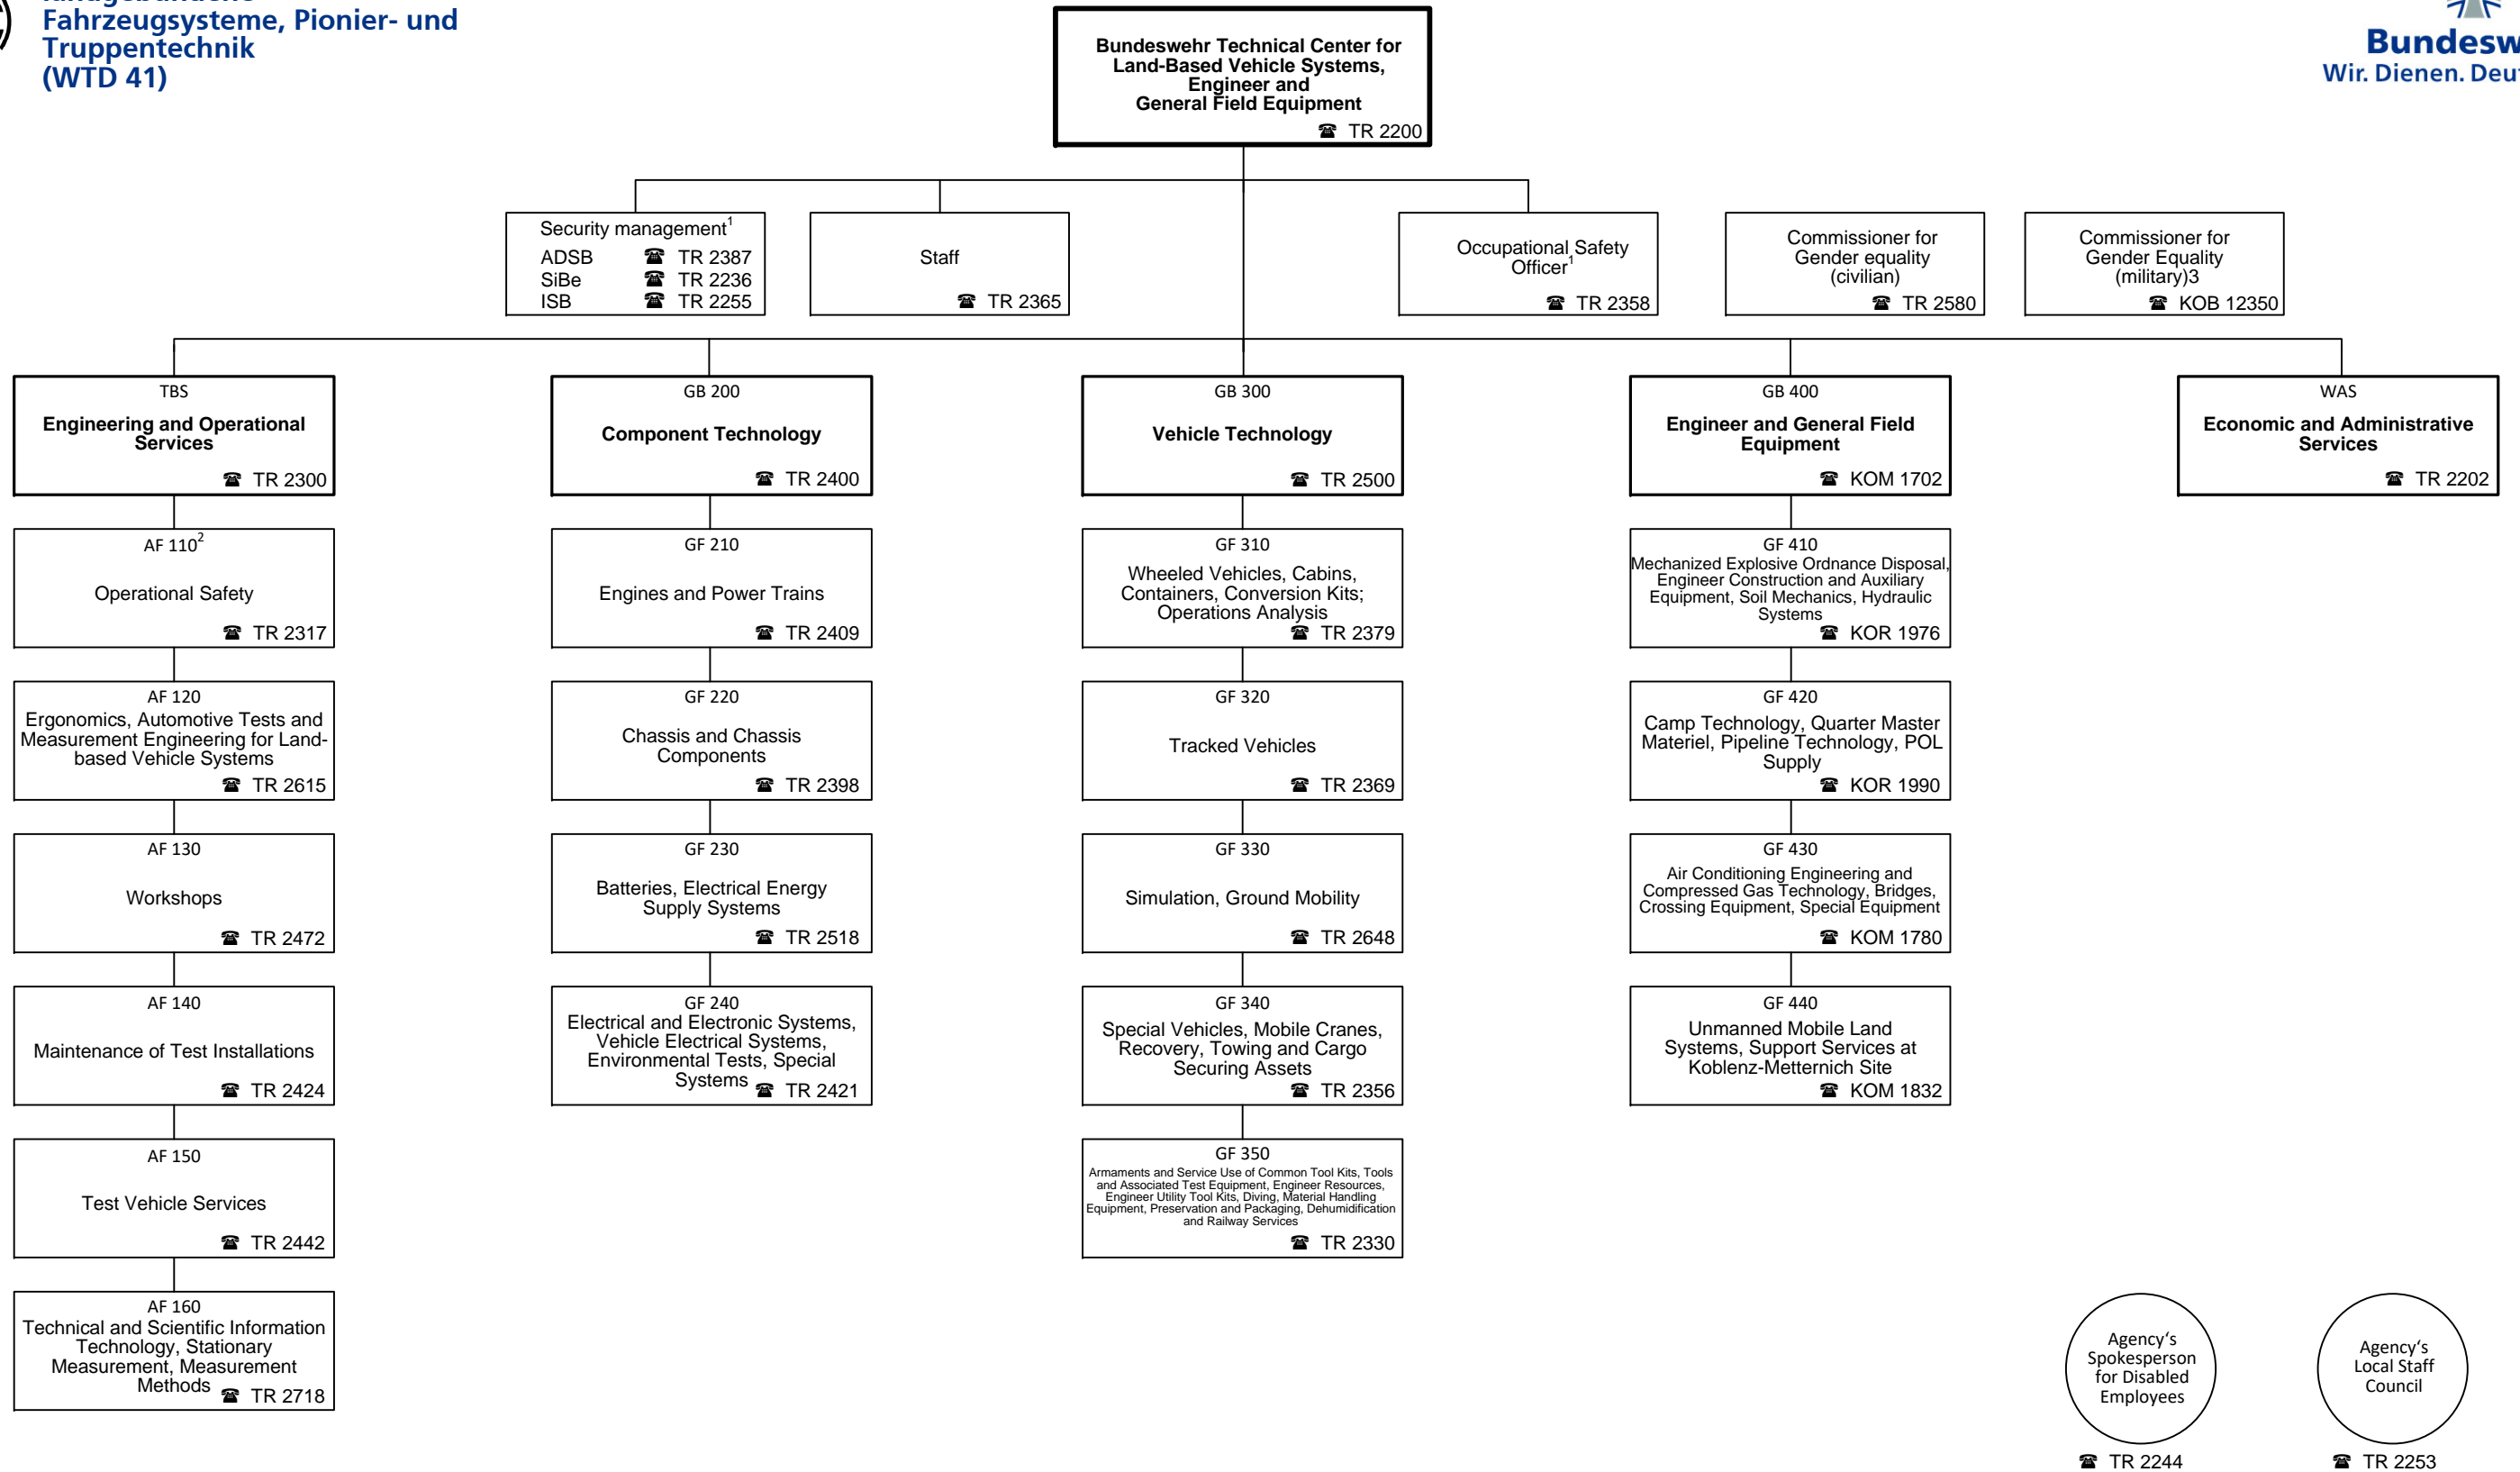 Fahrzeugsysteme, Pionier- und
Truppentechnik
(WTD 41)
Bundesw
Wir. Dienen. Deut
Bundeswehr Technical Center for
Land-Based Vehicle Systems,
Engineer and
General Field Equipment
☎ TR 2200
Security management1
ADSB ☎ TR 2387
SiBe ☎ TR 2236
ISB ☎ TR 2255
Staff
☎ TR 2365
Occupational Safety
Officer1
☎ TR 2358
Commissioner for
Gender equality
(civilian)
☎ TR 2580
Commissioner for
Gender Equality
(military)3
☎ KOB 12350
TBS
Engineering and Operational
Services
☎ TR 2300
AF 1102
Operational Safety
☎ TR 2317
AF 120
Ergonomics, Automotive Tests and
Measurement Engineering for Land-
based Vehicle Systems
☎ TR 2615
AF 130
Workshops
☎ TR 2472
AF 140
Maintenance of Test Installations
☎ TR 2424
AF 150
Test Vehicle Services
☎ TR 2442
AF 160
Technical and Scientific Information
Technology, Stationary
Measurement, Measurement
Methods ☎ TR 2718
GB 200
Component Technology
☎ TR 2400
GF 210
Engines and Power Trains
☎ TR 2409
GF 220
Chassis and Chassis
Components
☎ TR 2398
GF 230
Batteries, Electrical Energy
Supply Systems
☎ TR 2518
GF 240
Electrical and Electronic Systems,
Vehicle Electrical Systems,
Environmental Tests, Special
Systems ☎ TR 2421
GB 300
Vehicle Technology
☎ TR 2500
GF 310
Wheeled Vehicles, Cabins,
Containers, Conversion Kits;
Operations Analysis
☎ TR 2379
GF 320
Tracked Vehicles
☎ TR 2369
GF 330
Simulation, Ground Mobility
☎ TR 2648
GF 340
Special Vehicles, Mobile Cranes,
Recovery, Towing and Cargo
Securing Assets
☎ TR 2356
GF 350
Armaments and Service Use of Common Tool Kits, Tools
and Associated Test Equipment, Engineer Resources,
Engineer Utility Tool Kits, Diving, Material Handling
Equipment, Preservation and Packaging, Dehumidification
and Railway Services
☎ TR 2330
GB 400
Engineer and General Field
Equipment
☎ KOM 1702
GF 410
Mechanized Explosive Ordnance Disposal,
Engineer Construction and Auxiliary
Equipment, Soil Mechanics, Hydraulic
Systems
☎ KOR 1976
GF 420
Camp Technology, Quarter Master
Materiel, Pipeline Technology, POL
Supply
☎ KOR 1990
GF 430
Air Conditioning Engineering and
Compressed Gas Technology, Bridges,
Crossing Equipment, Special Equipment
☎ KOM 1780
GF 440
Unmanned Mobile Land
Systems, Support Services at
Koblenz-Metternich Site
☎ KOM 1832
WAS
Economic and Administrative
Services
☎ TR 2202
Agency‘s
Spokesperson
for Disabled
Employees
☎ TR 2244
Agency‘s
Local Staff
Council
☎ TR 2253